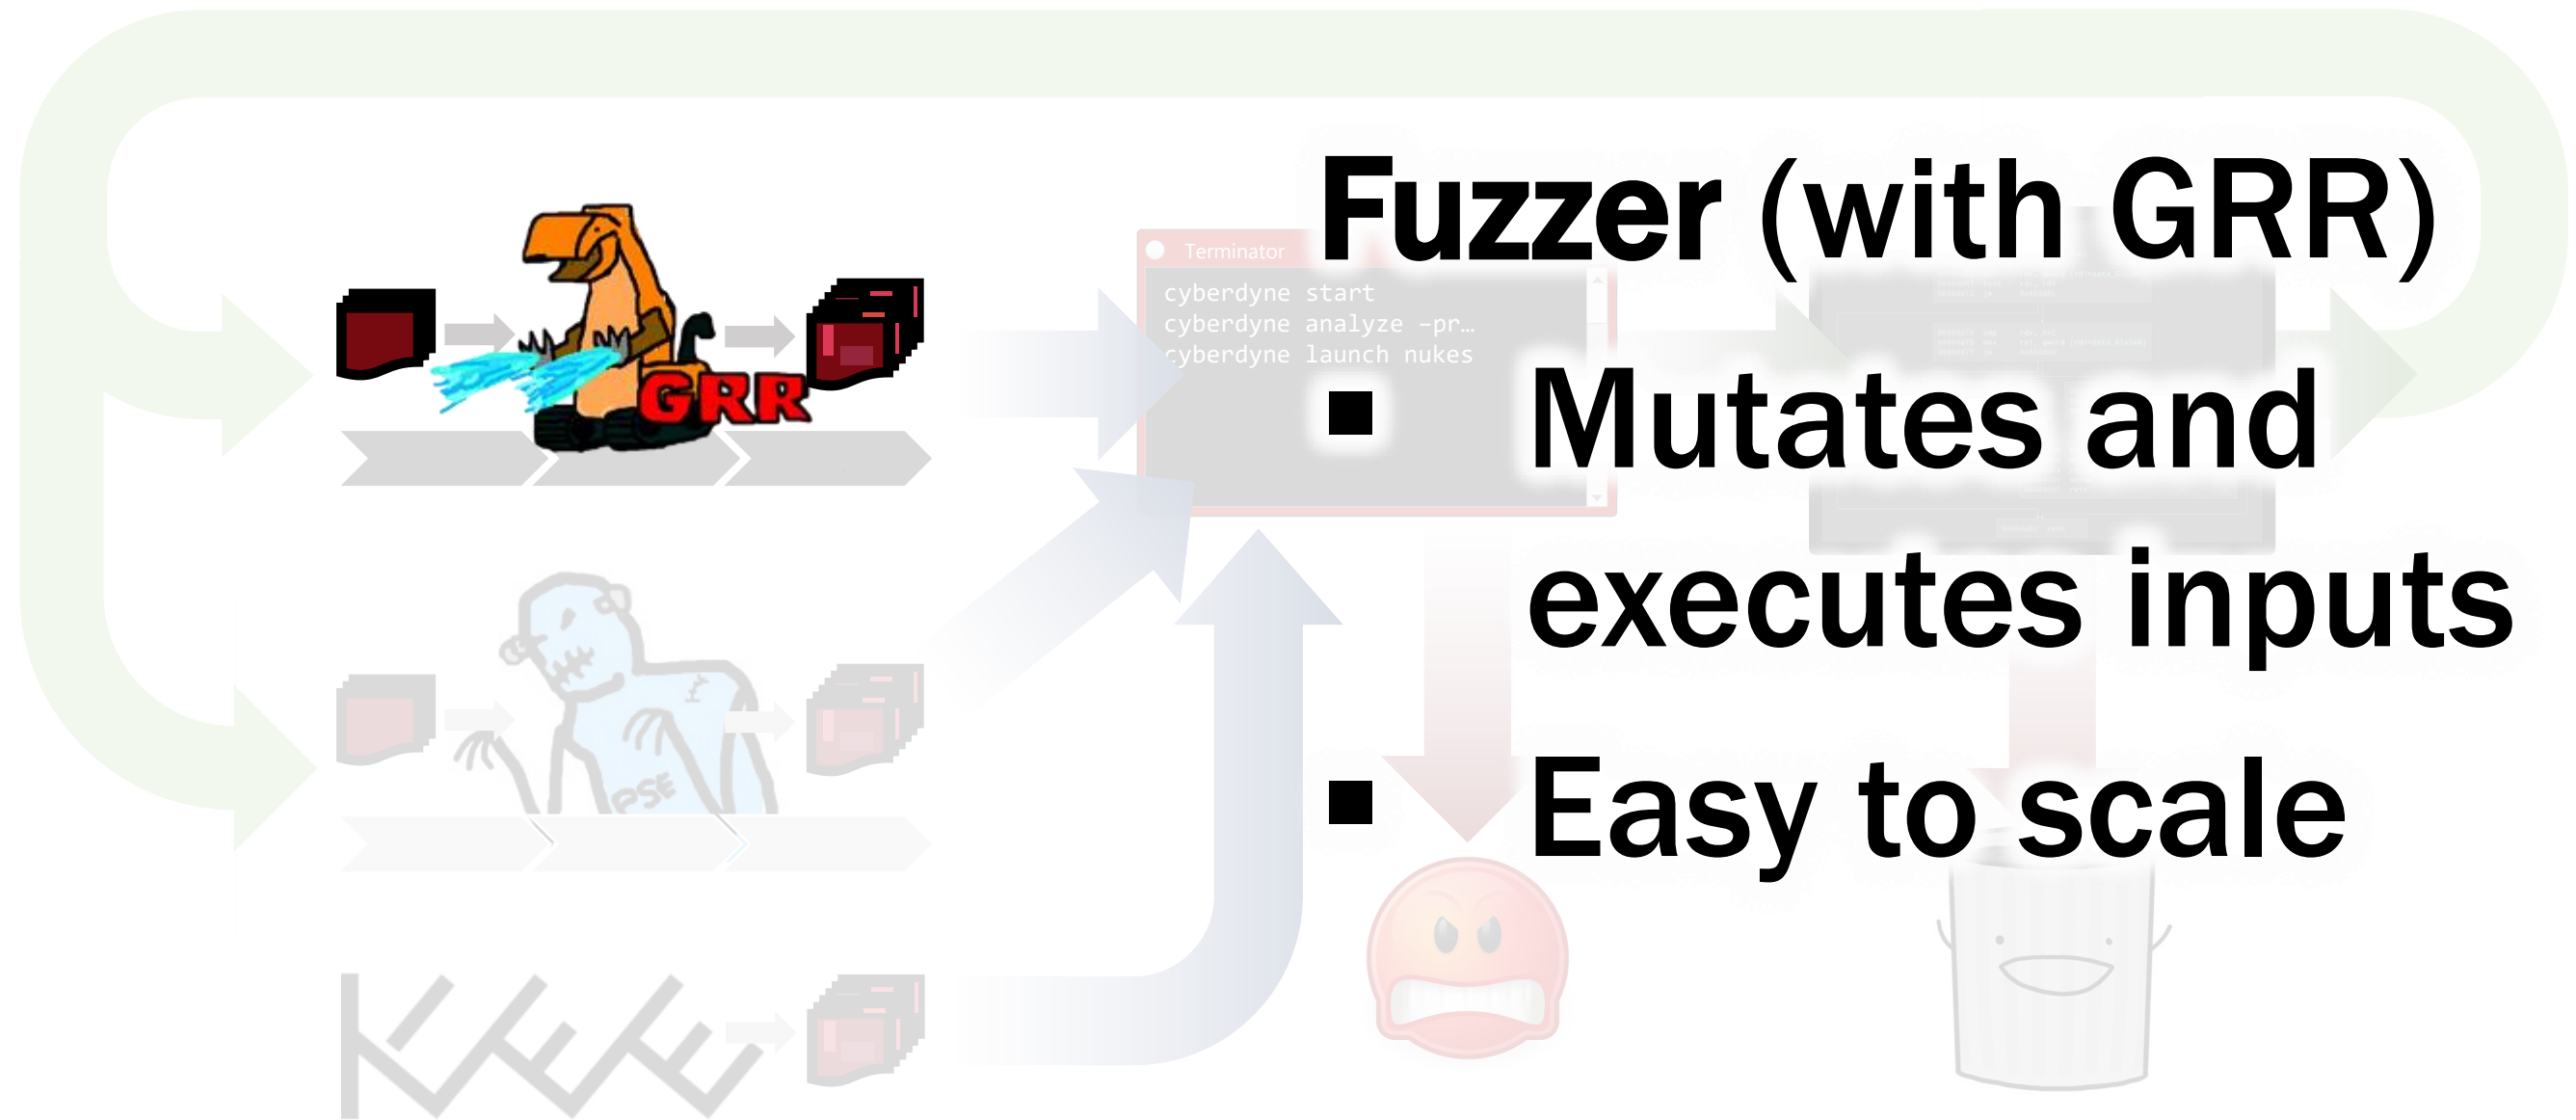 Fuzzer (with GRR)
Terminator
cyberdyne start
cyberdyne analyze –pr…
cyberdyne launch nukes
GRR
▪ Mutates and
executes inputs
▪ Easy to scale
PSE
KLEE